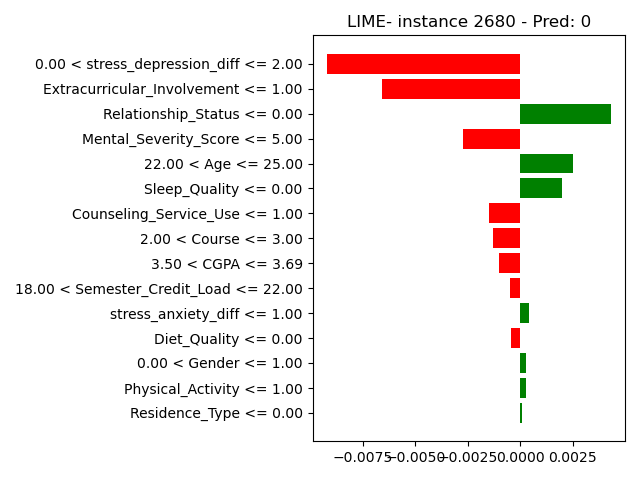 LIME- instance 2680 - Pred: 0
0.00 < stress_depression_diff <= 2.00
Extracurricular_Involvement <= 1.00
Relationship_Status <= 0.00
Mental_Severity_Score <= 5.00
22.00 < Age <= 25.00
Sleep_Quality <= 0.00
Counseling_Service_Use <= 1.00
2.00 < Course <= 3.00
3.50 < CGPA <= 3.69
18.00 < Semester_Credit_Load <= 22.00
stress_anxiety_diff <= 1.00
Diet_Quality <= 0.00
0.00 < Gender <= 1.00
Physical_Activity <= 1.00
Residence_Type <= 0.00
−0.0075 −0.0050 −0.0025 0.0000 0.0025